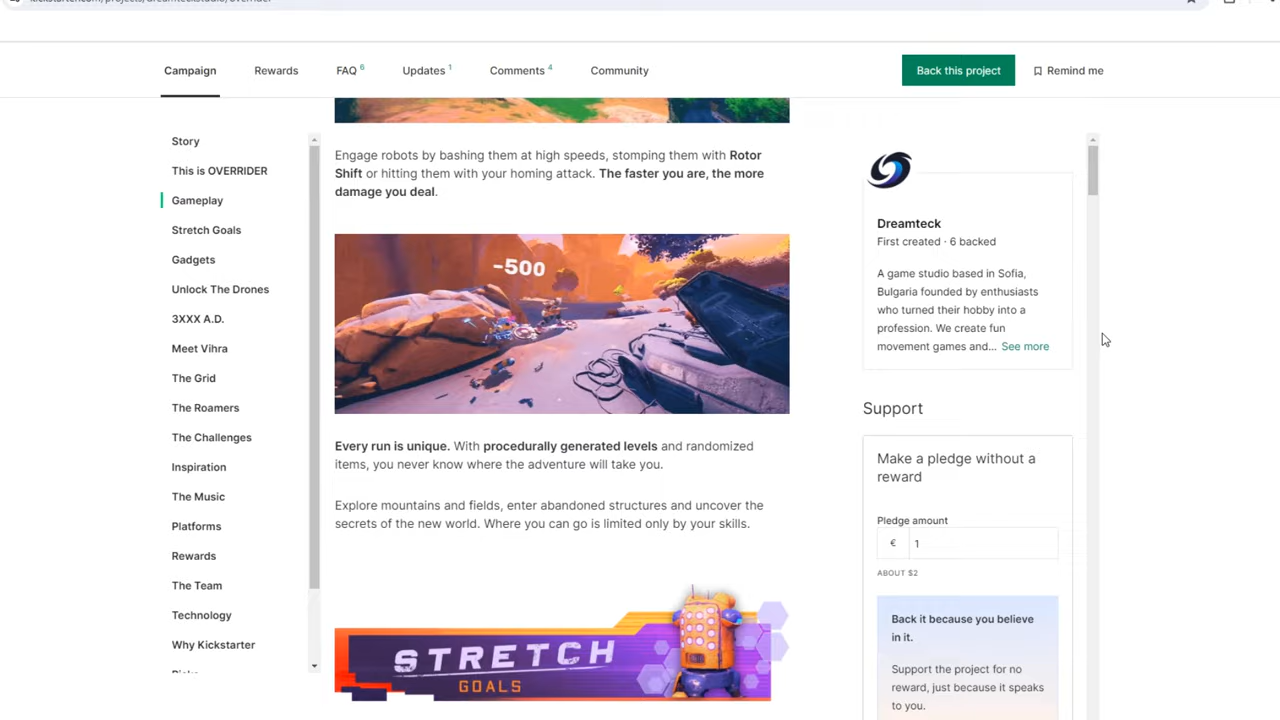 Campaign
Rewards
FAQ 6
Updates 1
Comments 4
Community
Back this project
Remind me
Story
This is OVERRIDER
Gameplay
Stretch Goals
Gadgets
Unlock The Drones
3XXX A.D.
Meet Vihra
The Grid
The Roamers
The Challenges
Inspiration
The Music
Platforms
Rewards
The Team
Technology
Why Kickstarter
Engage robots by bashing them at high speeds, stomping them with Rotor
Shift or hitting them with your homing attack. The faster you are, the more
damage you deal.
-500
Every run is unique. With procedurally generated levels and randomized
items, you never know where the adventure will take you.
Explore mountains and fields, enter abandoned structures and uncover the
secrets of the new world. Where you can go is limited only by your skills.
STRETCH
GOALS
Dreamteck
First created · 6 backed
A game studio based in Sofia,
Bulgaria founded by enthusiasts
who turned their hobby into a
profession. We create fun
movement games and... See more
Support
Make a pledge without a
reward
Pledge amount
€ 1
ABOUT $2
Back it because you believe
in it.
Support the project for no
reward, just because it speaks
to you.